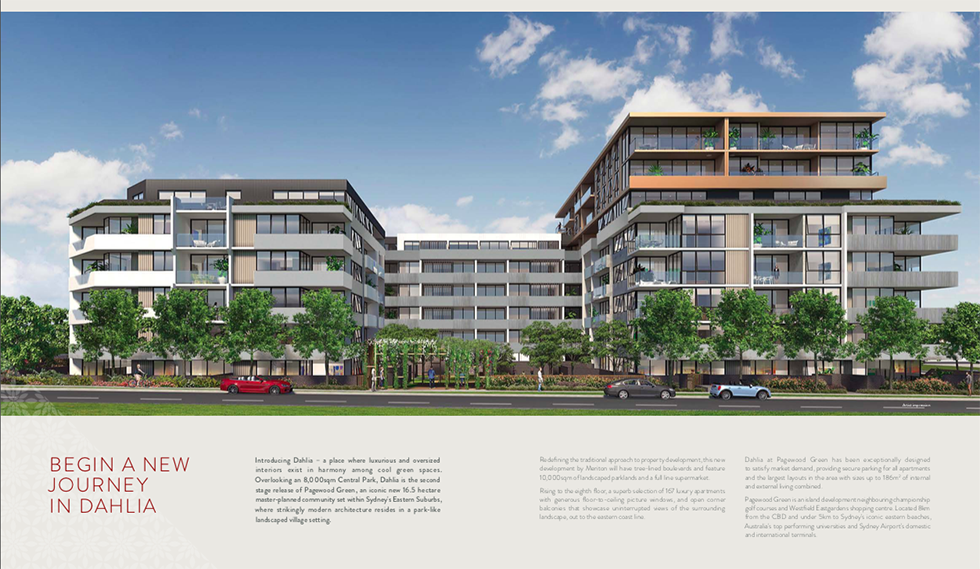 BEGIN A NEW
JOURNEY
IN DAHLIA
Introducing Dahlia – a place where luxurious and oversized
interiors exist in harmony among cool green spaces.
Overlooking an 8,000sqm Central Park, Dahlia is the second
stage release of Pagewood Green, an iconic new 16.5 hectare
master-planned community set within Sydney's Eastern Suburbs,
where strikingly modern architecture resides in a park-like
landscaped village setting.
Redefining the traditional approach to property development, this new
development by Meriton will have tree-lined boulevards and feature
10,000sqm of landscaped parklands and a full line supermarket.
Rising to the eighth floor; a superb selection of 167 luxury apartments
with generous floor-to-ceiling picture windows, and open corner
balconies that showcase uninterrupted views of the surrounding
landscape, out to the eastern coast line.
Dahlia at Pagewood Green has been exceptionally designed
to satisfy market demand, providing secure parking for all apartments
and the largest layouts in the area with sizes up to 186m² of internal
and external living combined.
Pagewood Green is an island development neighbouring championship
golf courses and Westfield Eastgardens shopping centre. Located 8km
from the CBD and under 5km to Sydney's iconic eastern beaches,
Australia's top performing universities and Sydney Airport's domestic
and international terminals.